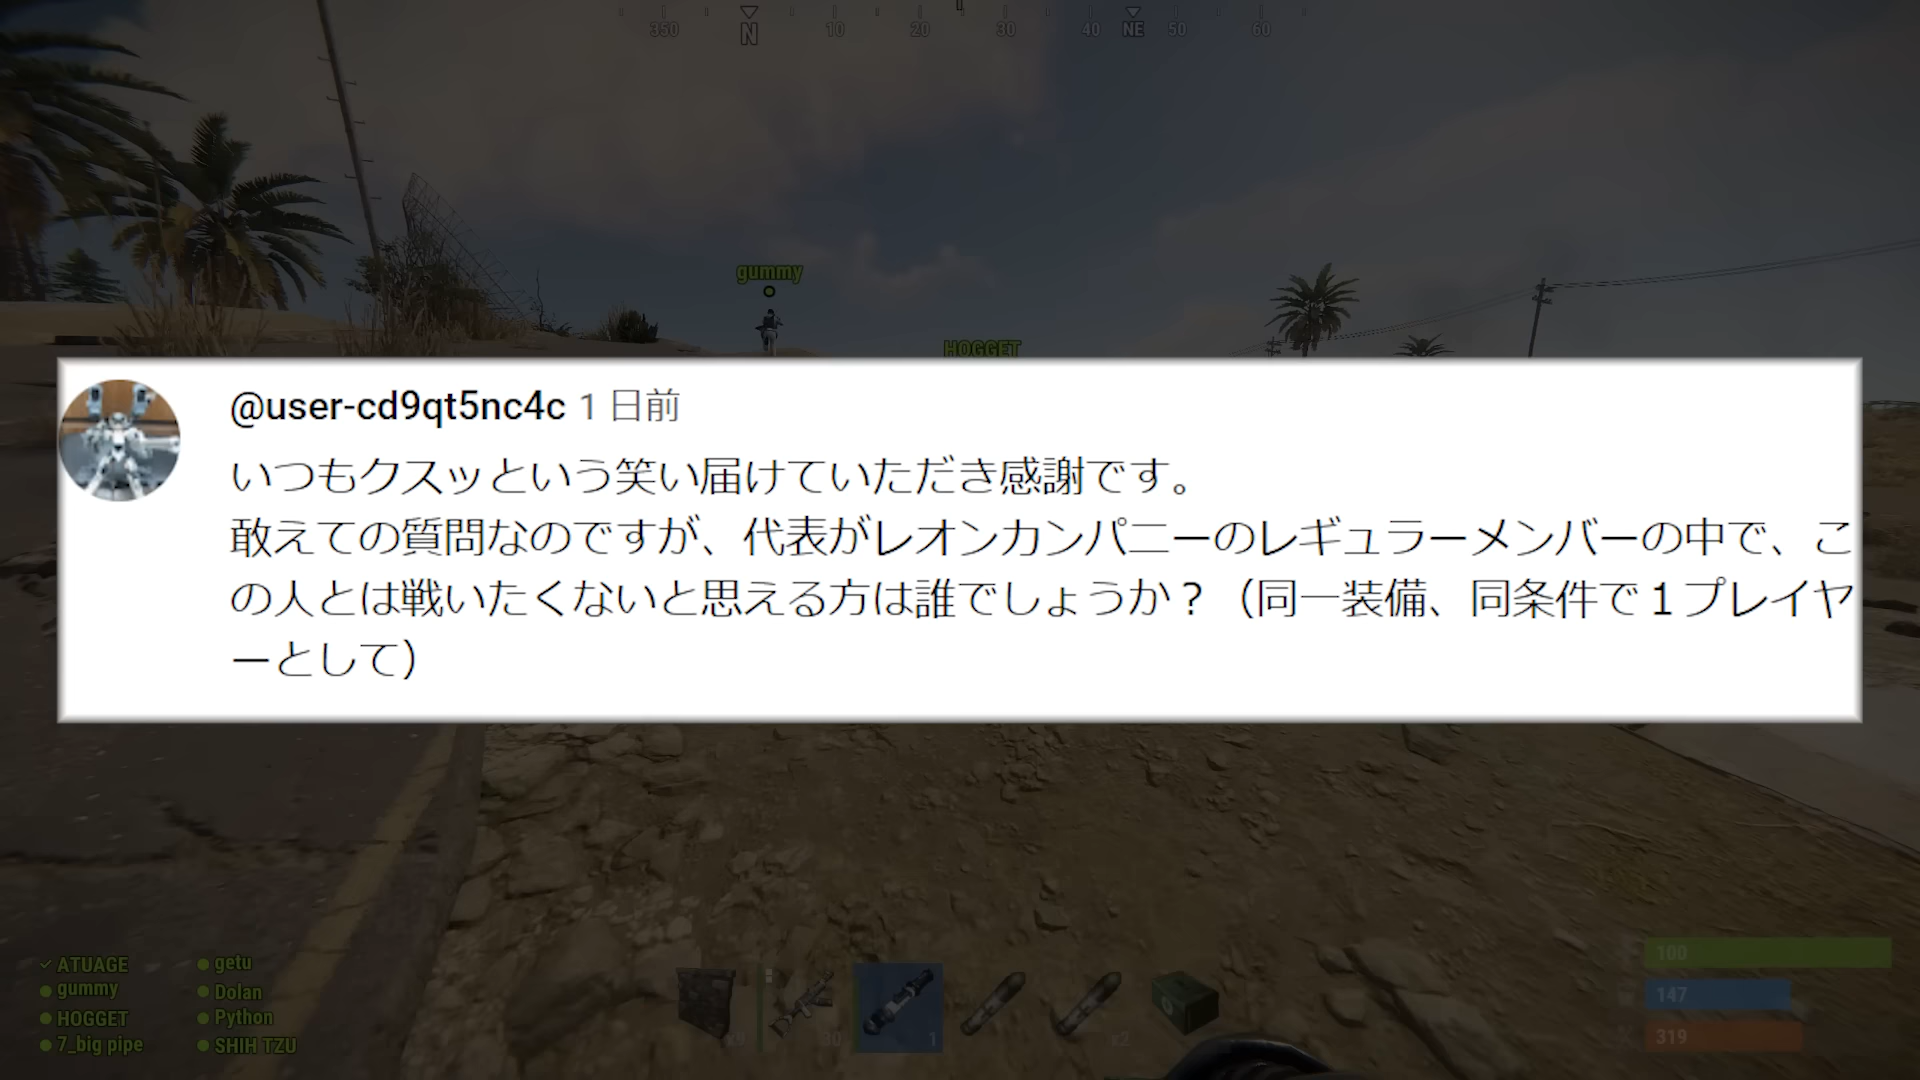 350 N 10 20 30 40 NE 50 60
gummy
HOGGET
@user-cd9qt5nc4c 1 日前
いつもクスッという笑い届けていただき感謝です。
敢えての質問なのですが、代表がレオンカンパニーのレギュラーメンバーの中で、こ
の人とは戦いたくないと思える方は誰でしょうか？（同一装備、同条件で１プレイヤ
ーとして）
ATUAGE getu
gummy Dolan
HOGGET Python
7_big pipe SHIH TZU
30 1 x2
100
147
319